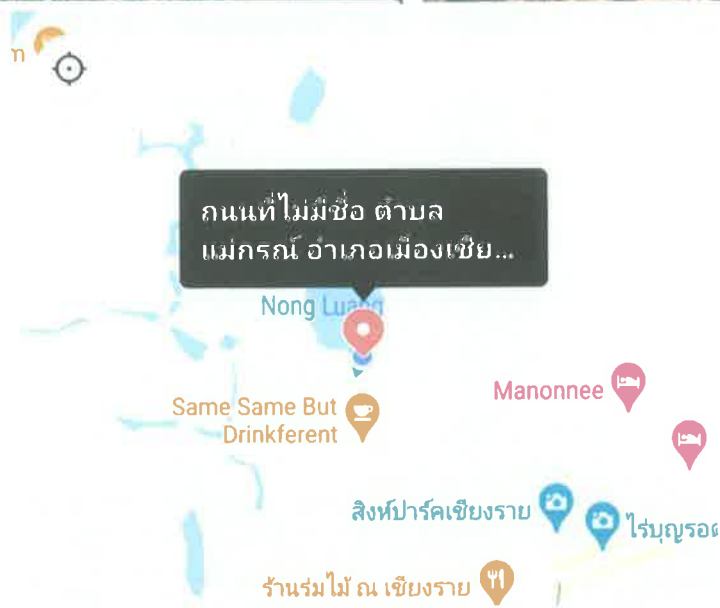 ถนนที่ไม่มีชื่อ ตำบล
แม่กรณ์ อำเภอเมืองเชีย...
Nong Luang
Manonnee
Same Same But
Drinkferent
สิงห์ปาร์คเชียงราย
ไร่บุญรอด
ร้านร่มไม้ ณ เชียงราย